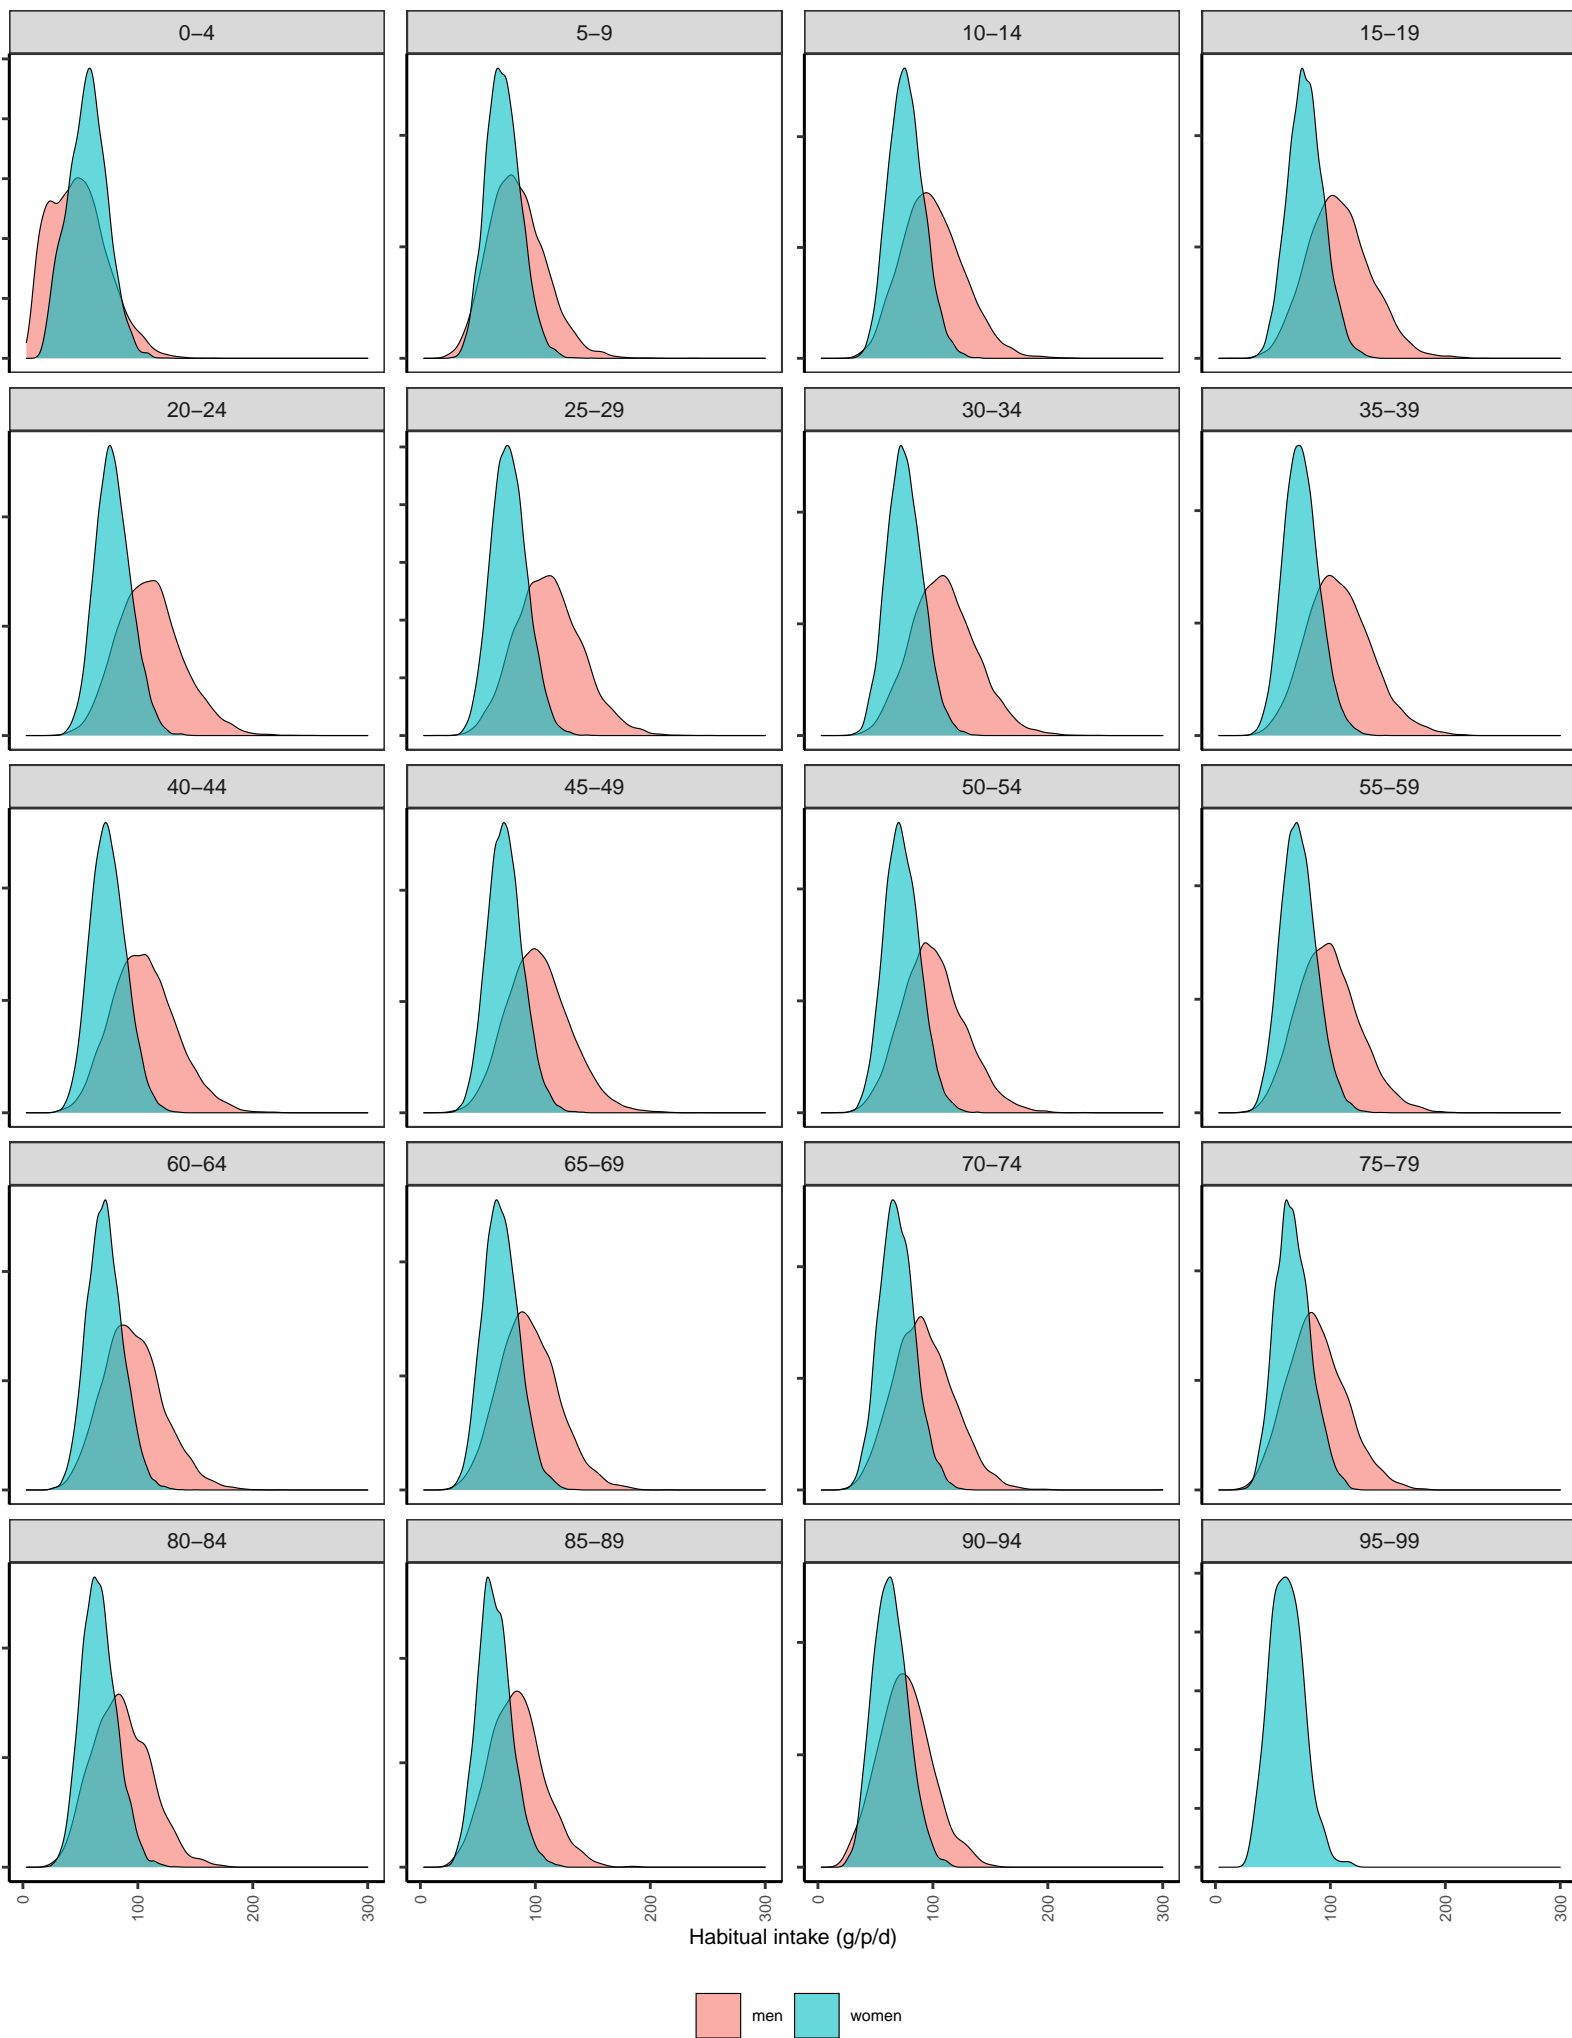 0–4 5–9 10–14 15–19
20–24 25–29 30–34 35–39
40–44 45–49 50–54 55–59
60–64 65–69 70–74 75–79
80–84 85–89 90–94 95–99
0 100 200 300 0 100 200 300 0 100 200 300 0 100 200 300
Habitual intake (g/p/d)
men women